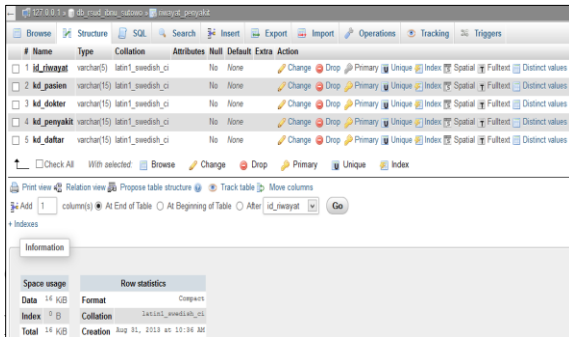 127.0.0.1 » db_rsud_ibnu_sutowo » riwayat_penyakit
Browse Structure SQL Search Insert Export Import Operations Tracking Triggers
# Name Type Collation Attributes Null Default Extra Action
1 id_riwayat varchar(5) latin1_swedish_ci No None Change Drop Primary Unique Index Spatial Fulltext Distinct values
2 kd_pasien varchar(15) latin1_swedish_ci No None Change Drop Primary Unique Index Spatial Fulltext Distinct values
3 kd_dokter varchar(15) latin1_swedish_ci No None Change Drop Primary Unique Index Spatial Fulltext Distinct values
4 kd_penyakit varchar(15) latin1_swedish_ci No None Change Drop Primary Unique Index Spatial Fulltext Distinct values
5 kd_daftar varchar(15) latin1_swedish_ci No None Change Drop Primary Unique Index Spatial Fulltext Distinct values
Check All With selected: Browse Change Drop Primary Unique Index
Print view Relation view Propose table structure Track table Move columns
Add 1 column(s) At End of Table At Beginning of Table After id_riwayat Go
+ Indexes
Information
Space usage Row statistics
Data 16 KiB Format Compact
Index 0 B Collation latin1_swedish_ci
Total 16 KiB Creation Aug 31, 2013 at 10:36 AM